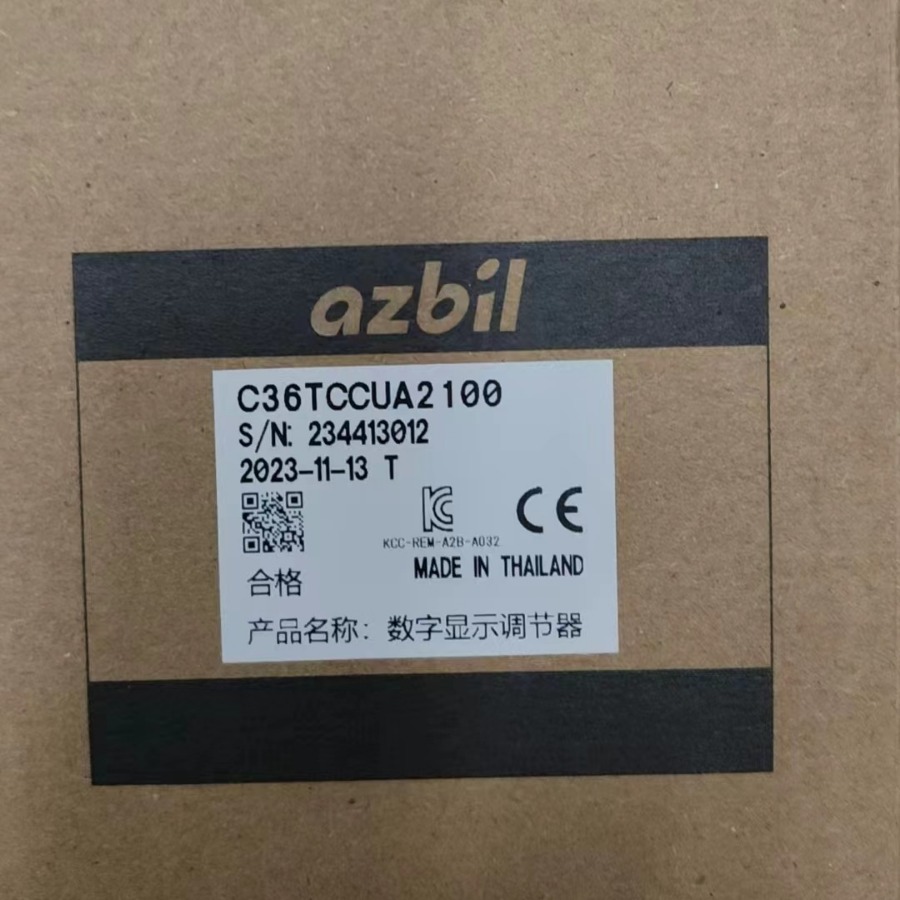 azbil
C36TCCUA2100
S/N: 234413012
2023-11-13 T
KCC-REM-A2B-A032
MADE IN THAILAND
合格
产品名称：数字显示调节器